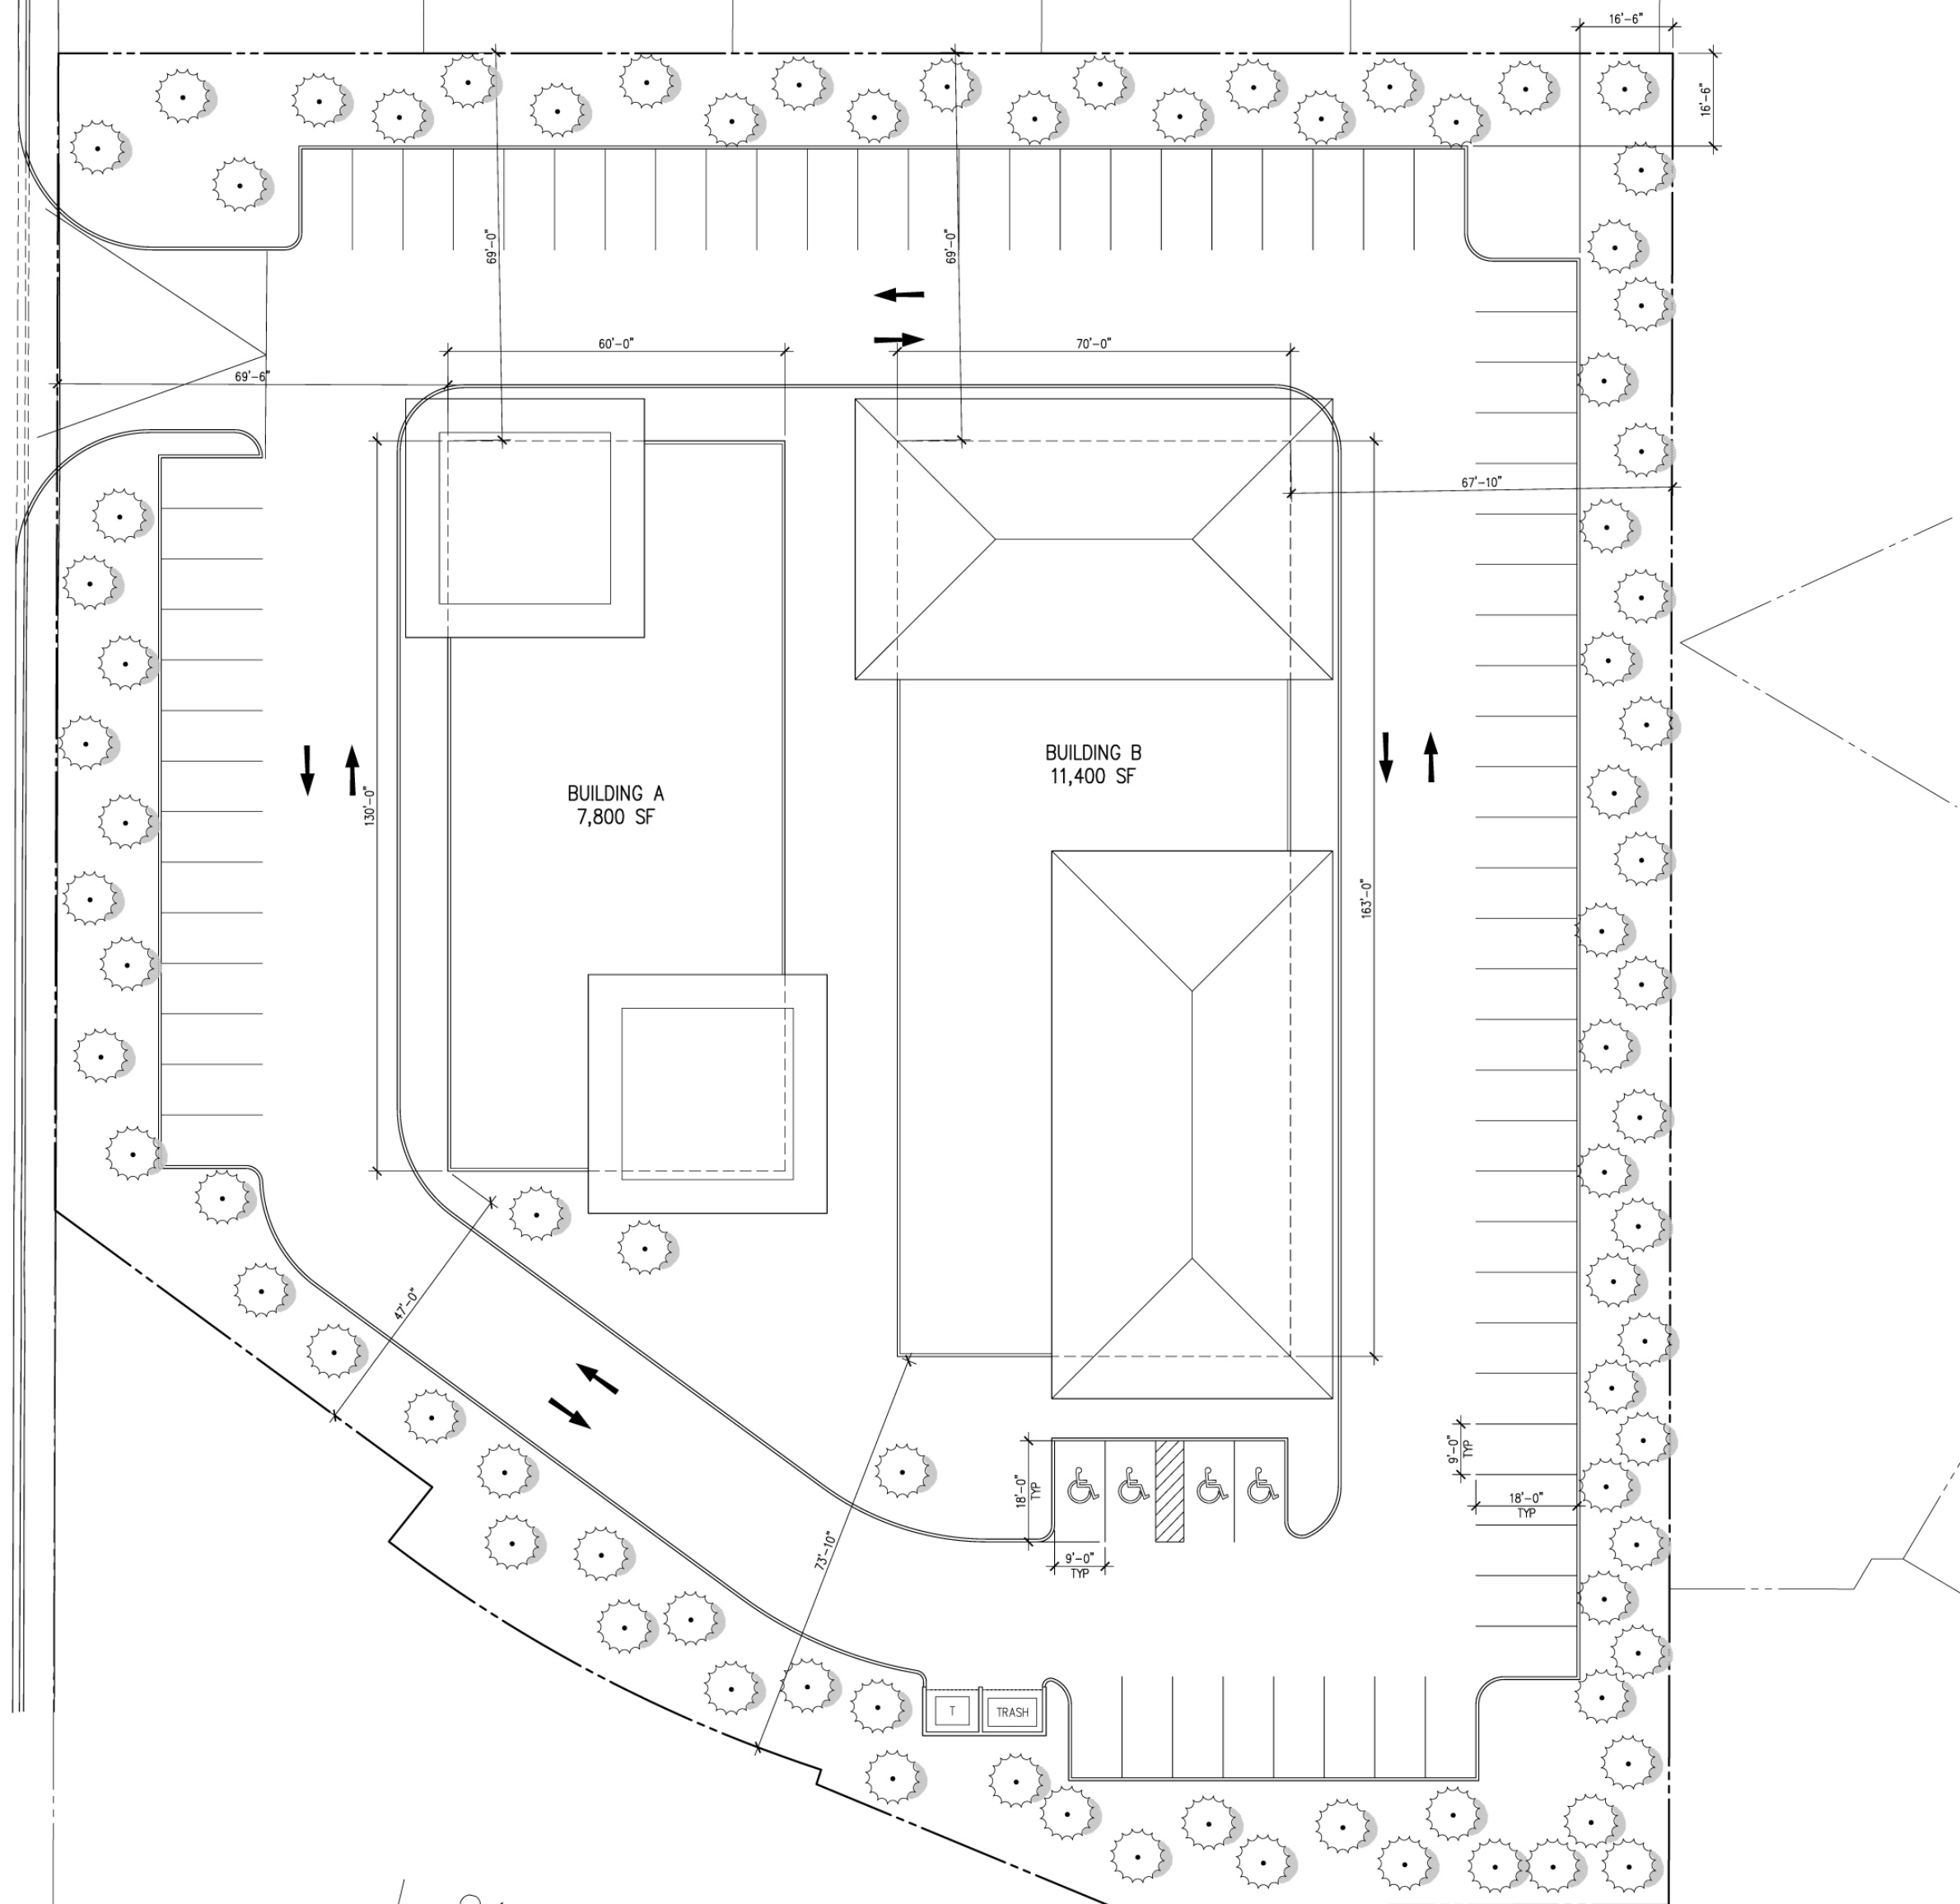 16'-6"
16'-6"
69'-0"
69'-0"
60'-0"
70'-0"
69'-6"
67'-10"
BUILDING B
11,400 SF
BUILDING A
7,800 SF
130'-0"
163'-0"
47'-0"
9'-0"
TYP
18'-0"
TYP
18'-0"
TYP
73'-10"
9'-0"
TYP
T
TRASH